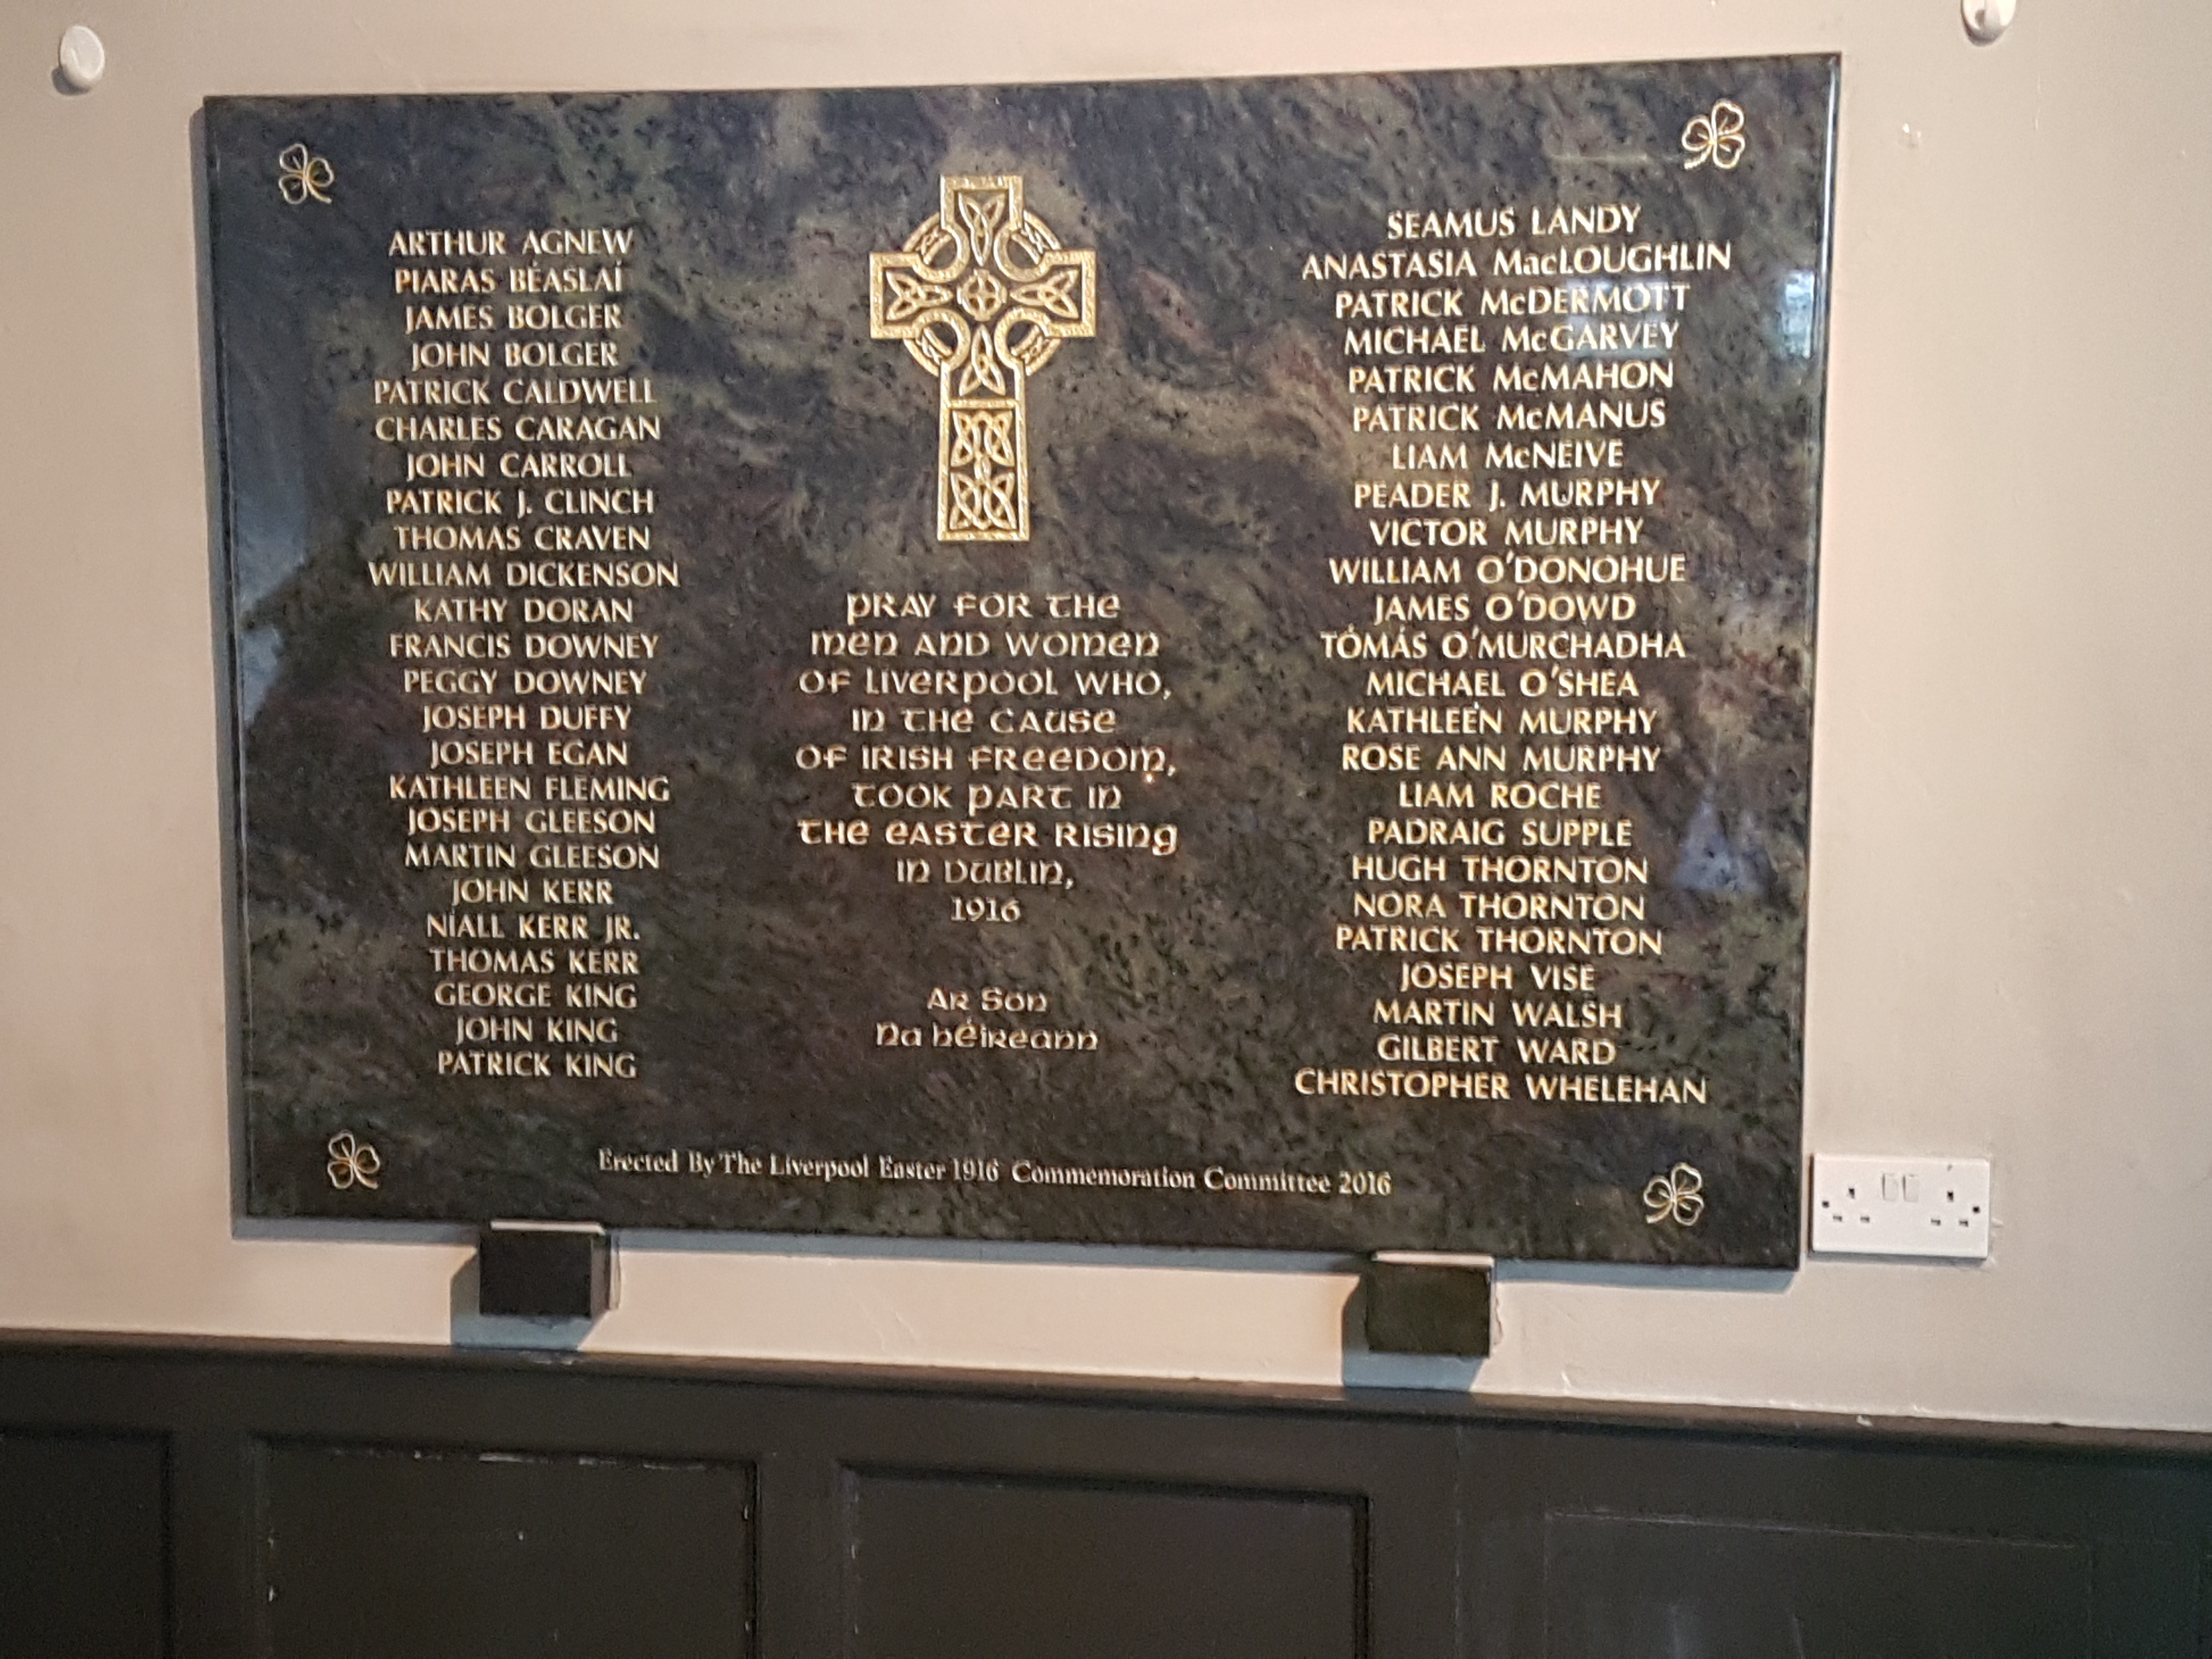 ARTHUR AGNEW
PIARAS BÉASLAÍ
JAMES BOLGER
JOHN BOLGER
PATRICK CALDWELL
CHARLES CARAGAN
JOHN CARROLL
PATRICK J. CLINCH
THOMAS CRAVEN
WILLIAM DICKENSON
KATHY DORAN
FRANCIS DOWNEY
PEGGY DOWNEY
JOSEPH DUFFY
JOSEPH EGAN
KATHLEEN FLEMING
JOSEPH GLEESON
MARTIN GLEESON
JOHN KERR
NIALL KERR JR.
THOMAS KERR
GEORGE KING
JOHN KING
PATRICK KING
PRAY FOR THE
MEN AND WOMEN
OF LIVERPOOL WHO,
IN THE CAUSE
OF IRISH FREEDOM,
TOOK PART IN
THE EASTER RISING
IN DUBLIN,
1916
Ar Son
Na hÉireann
SEAMUS LANDY
ANASTASIA MacLOUGHLIN
PATRICK McDERMOTT
MICHAEL McGARVEY
PATRICK McMAHON
PATRICK McMANUS
LIAM McNEIVE
PEADER J. MURPHY
VICTOR MURPHY
WILLIAM O'DONOHUE
JAMES O'DOWD
TÓMÁS O'MURCHADHA
MICHAEL O'SHEA
KATHLEEN MURPHY
ROSE ANN MURPHY
LIAM ROCHE
PADRAIG SUPPLE
HUGH THORNTON
NORA THORNTON
PATRICK THORNTON
JOSEPH VISE
MARTIN WALSH
GILBERT WARD
CHRISTOPHER WHELEHAN
Erected By The Liverpool Easter 1916 Commemoration Committee 2016